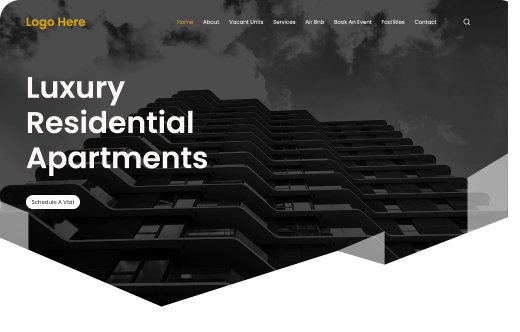 Logo Here
Home About Vacant Units Services Air Bnb Book An Event Facilities Contact
Luxury
Residential
Apartments
Schedule A Visit